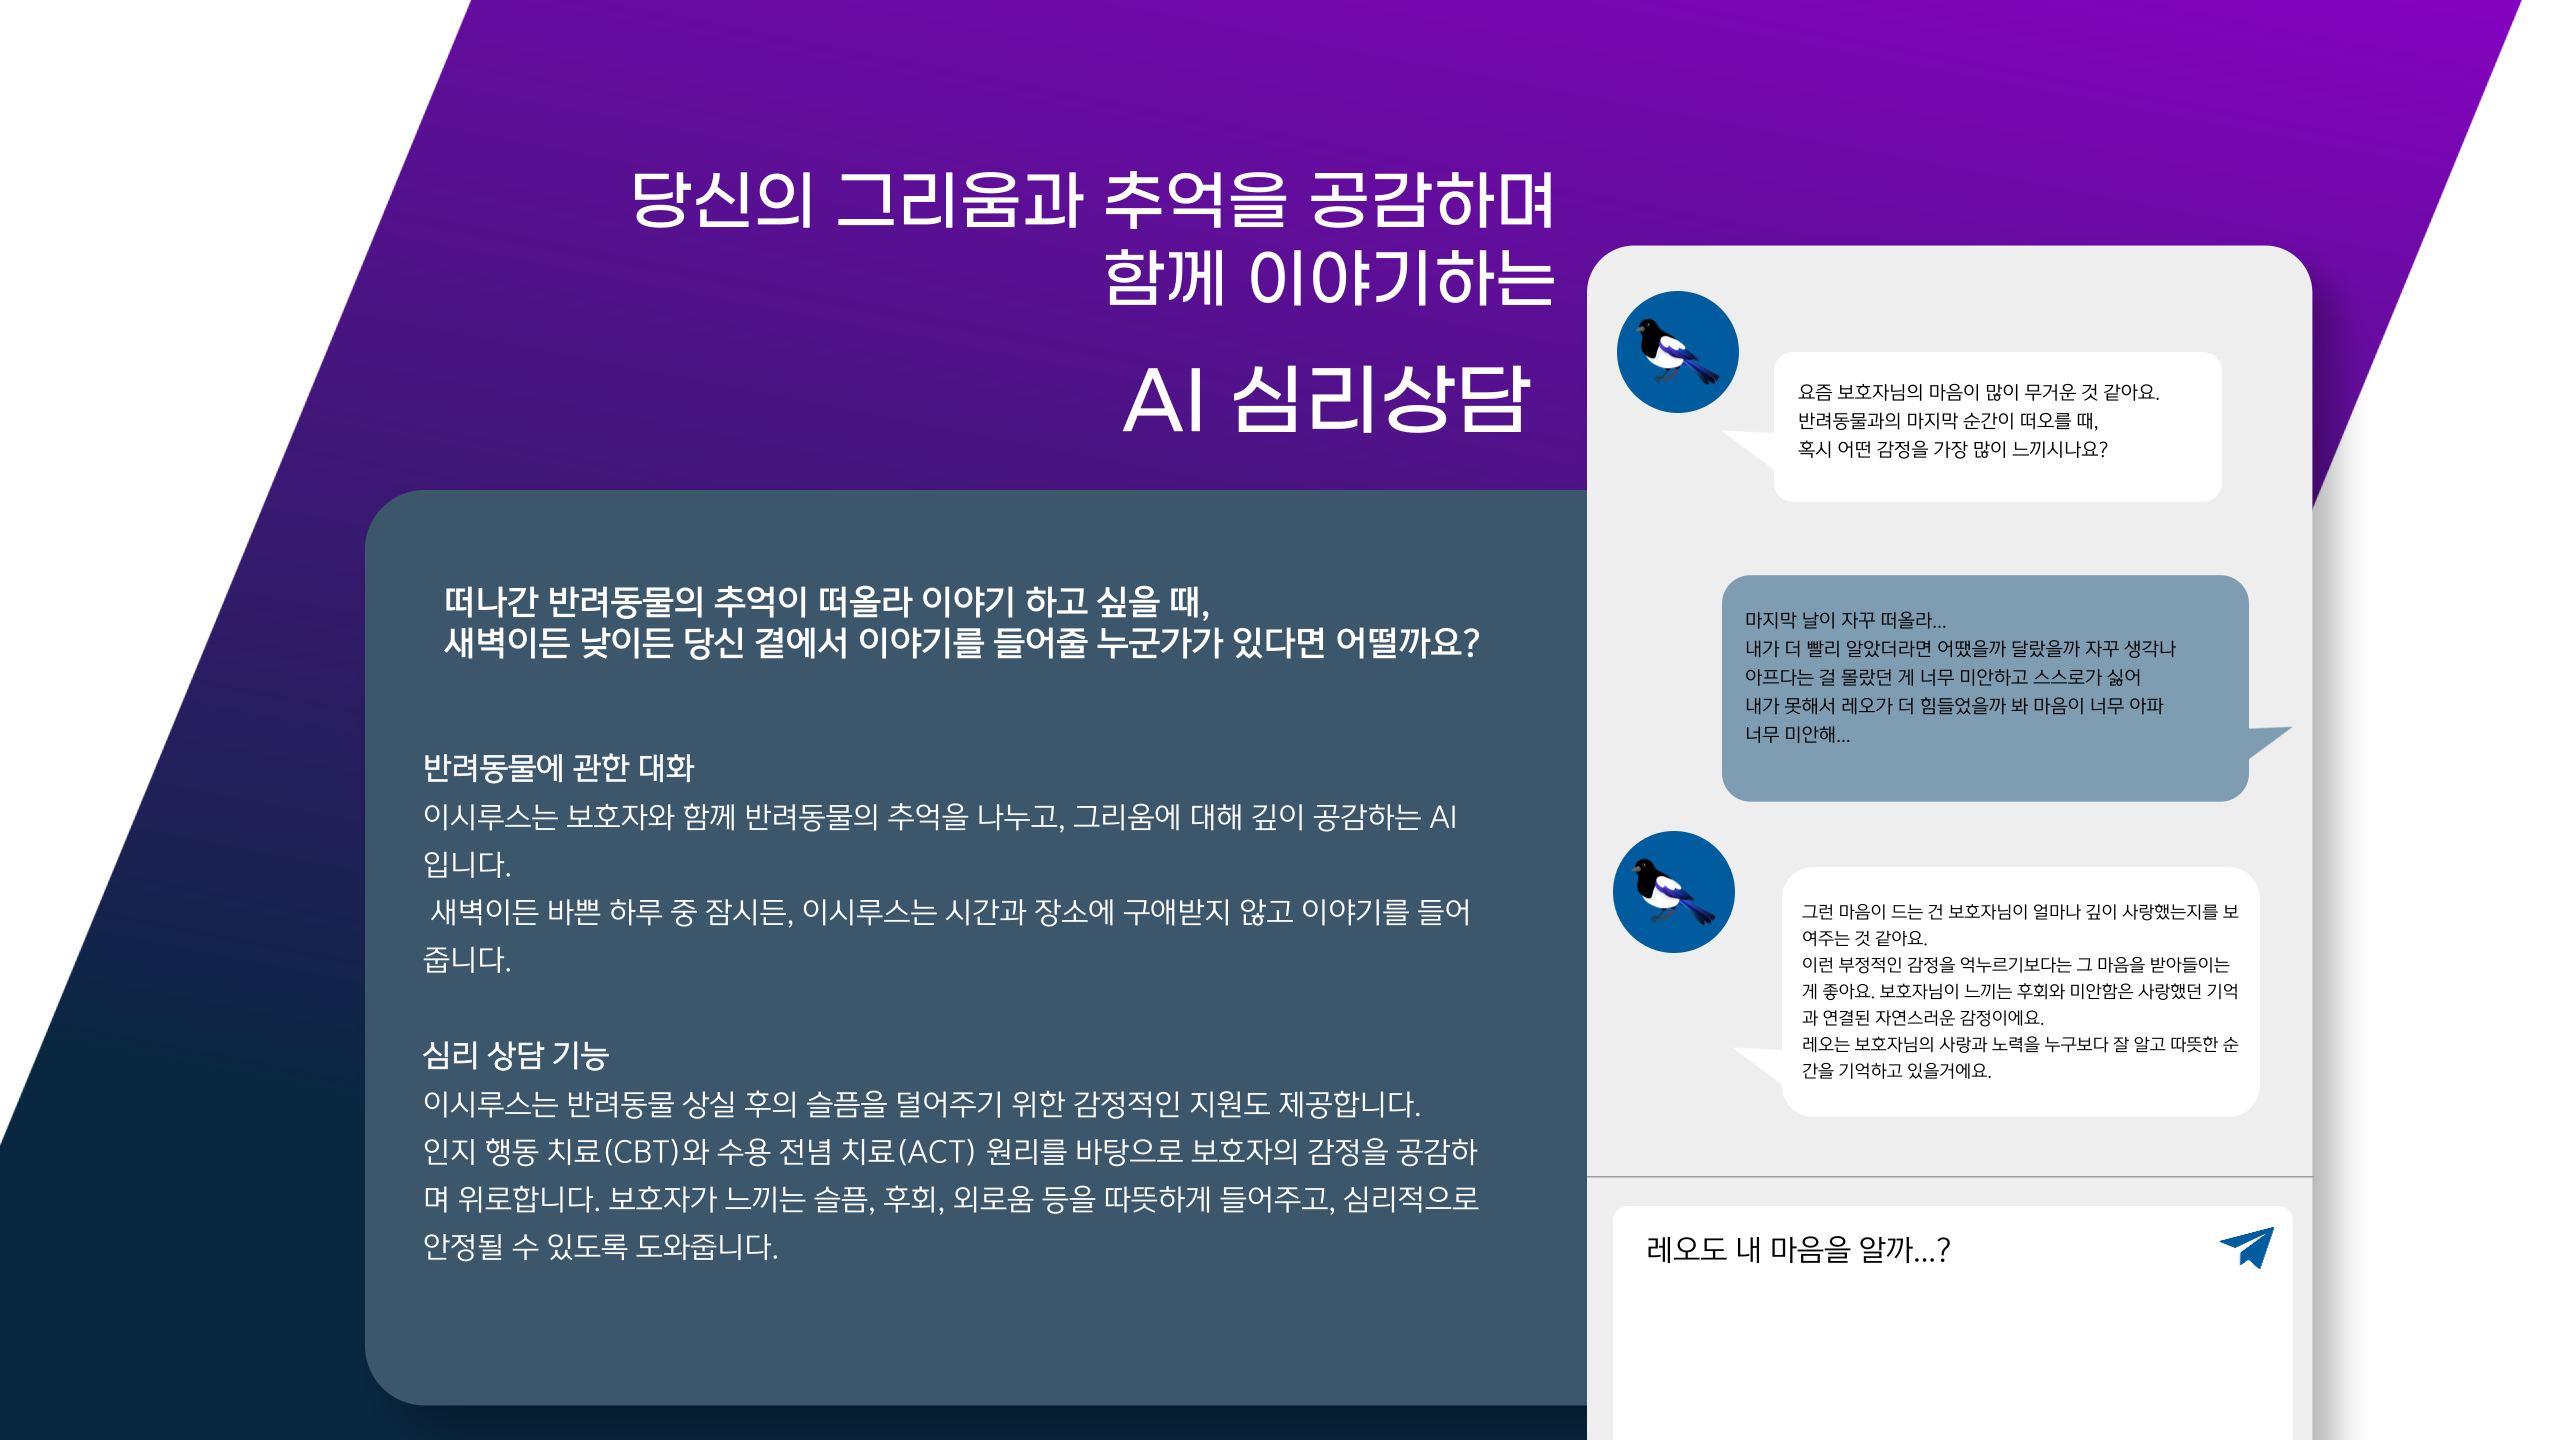 당신의 그리움과 추억을 공감하며
함께 이야기하는
AI 심리상담
떠나간 반려동물의 추억이 떠올라 이야기 하고 싶을 때,
새벽이든 낮이든 당신 곁에서 이야기를 들어줄 누군가가 있다면 어떨까요?
반려동물에 관한 대화
이시루스는 보호자와 함께 반려동물의 추억을 나누고, 그리움에 대해 깊이 공감하는 AI
입니다.
새벽이든 바쁜 하루 중 잠시든, 이시루스는 시간과 장소에 구애받지 않고 이야기를 들어
줍니다.
심리 상담 기능
이시루스는 반려동물 상실 후의 슬픔을 덜어주기 위한 감정적인 지원도 제공합니다.
인지 행동 치료(CBT)와 수용 전념 치료(ACT) 원리를 바탕으로 보호자의 감정을 공감하
며 위로합니다. 보호자가 느끼는 슬픔, 후회, 외로움 등을 따뜻하게 들어주고, 심리적으로
안정될 수 있도록 도와줍니다.
요즘 보호자님의 마음이 많이 무거운 것 같아요.
반려동물과의 마지막 순간이 떠오를 때,
혹시 어떤 감정을 가장 많이 느끼시나요?
마지막 날이 자꾸 떠올라...
내가 더 빨리 알았더라면 어땠을까 달랐을까 자꾸 생각나
아프다는 걸 몰랐던 게 너무 미안하고 스스로가 싫어
내가 못해서 레오가 더 힘들었을까 봐 마음이 너무 아파
너무 미안해...
그런 마음이 드는 건 보호자님이 얼마나 깊이 사랑했는지를 보
여주는 것 같아요.
이런 부정적인 감정을 억누르기보다는 그 마음을 받아들이는
게 좋아요. 보호자님이 느끼는 후회와 미안함은 사랑했던 기억
과 연결된 자연스러운 감정이에요.
레오는 보호자님의 사랑과 노력을 누구보다 잘 알고 따뜻한 순
간을 기억하고 있을거에요.
레오도 내 마음을 알까...?